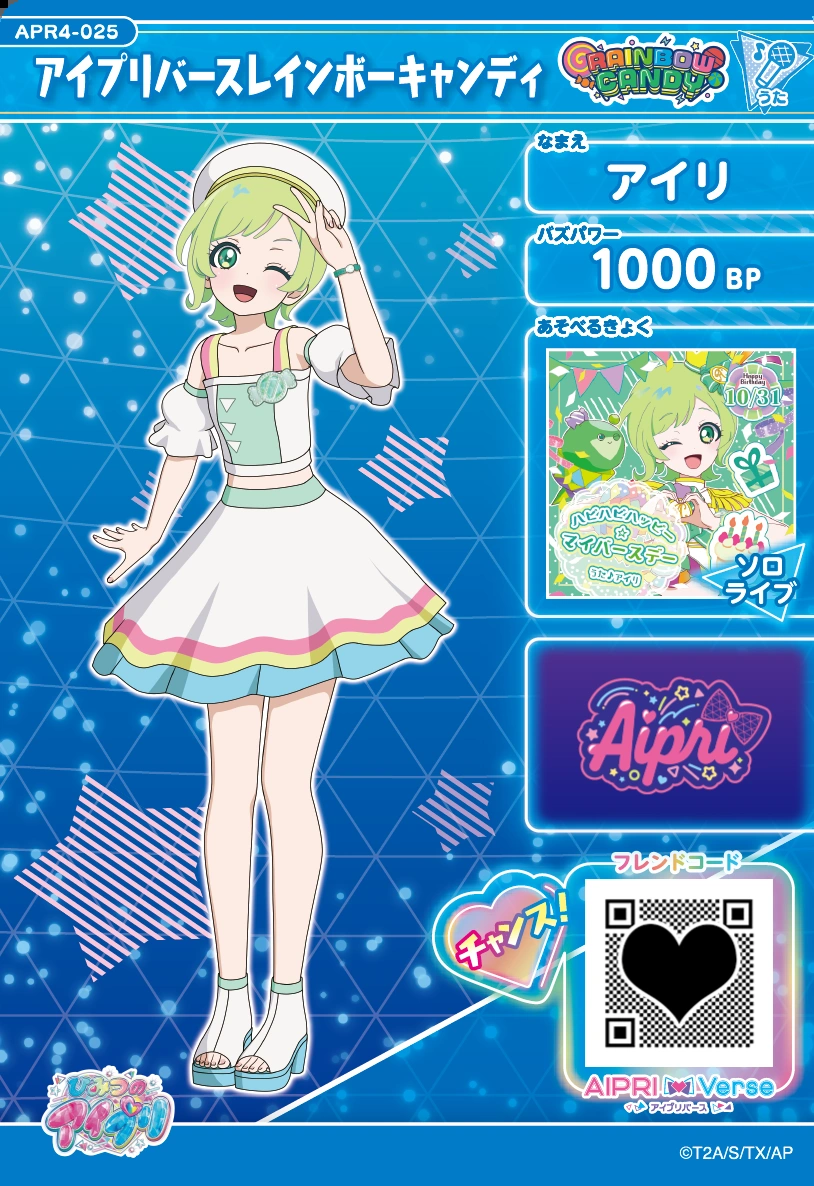 APR4-025
アイプリバースレインボーキャンディ
RAINBOW
CANDY
うた
なまえ
アイリ
バズパワー
1000 BP
あそべるきょく
Happy
Birthday
10/31
ハピハピハッピー
☆
マイバースデー
うた♪アイリ
ソロ
ライブ
Aipri
フレンドコード
チャンス!
AIPRI Verse
アイプリバース
ひみつの
アイプリ
©T2A/S/TX/AP